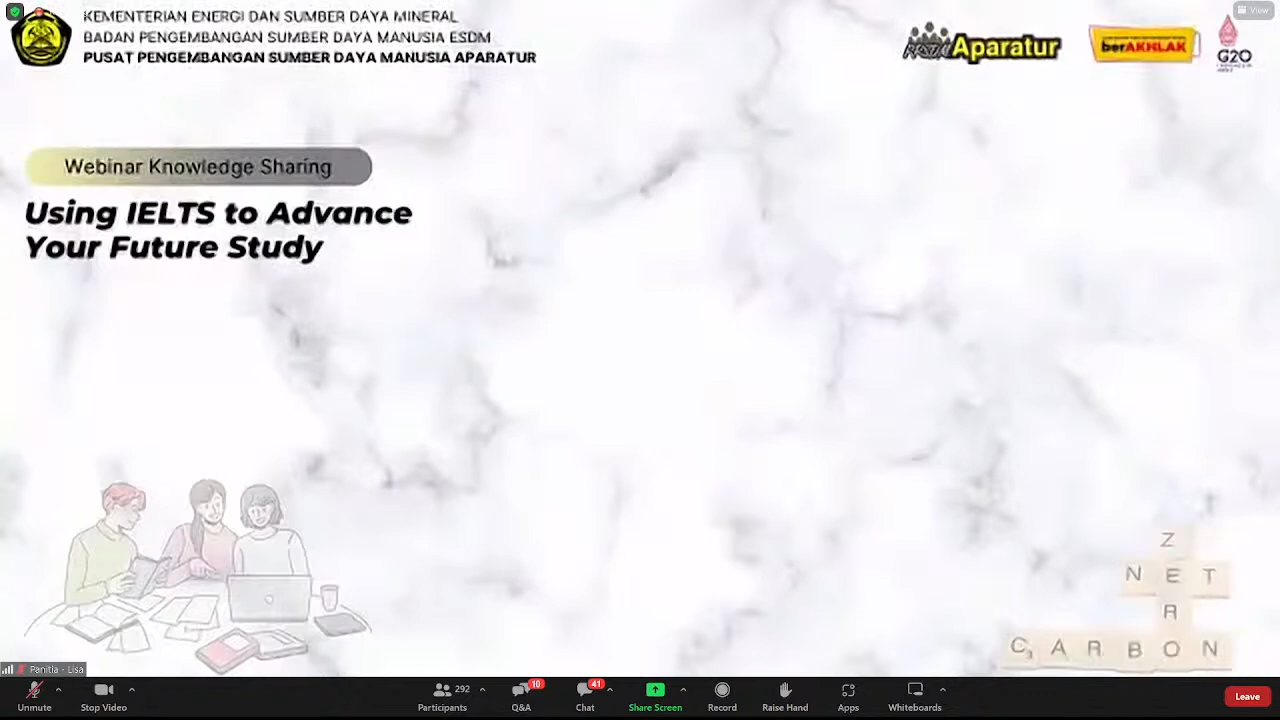 KEMENTERIAN ENERGI DAN SUMBER DAYA MINERAL
BADAN PENGEMBANGAN SUMBER DAYA MANUSIA ESDM
PUSAT PENGEMBANGAN SUMBER DAYA MANUSIA APARATUR
Aparatur
berAKHLAK
G20
View
Webinar Knowledge Sharing
Using IELTS to Advance
Your Future Study
Z
NET
R
CARBON
Panitia - Lisa
292
10
41
Unmute
Stop Video
Participants
Q&A
Chat
Share Screen
Record
Raise Hand
Apps
Whiteboards
Leave